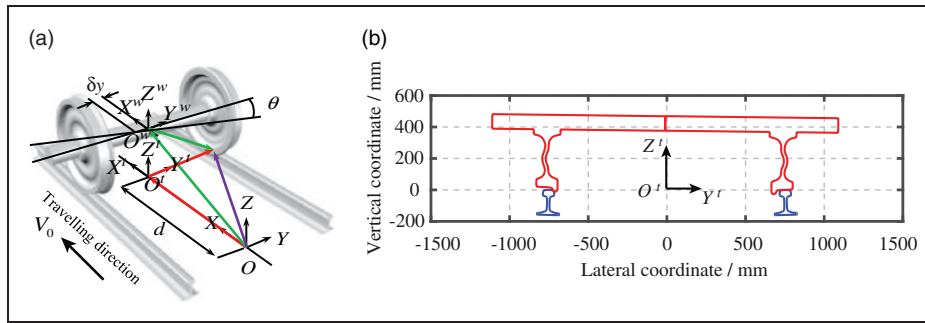 (a)
δy
X^w
Z^w
Y^w
θ
O^w
X^t
Z^t
Y^t
O^t
d
X
Z
Y
O
V_0
Travelling direction
(b)
Vertical coordinate / mm
600
400
200
0
-200
Z^t
O^t
Y^t
-1500 -1000 -500 0 500 1000 1500
Lateral coordinate / mm